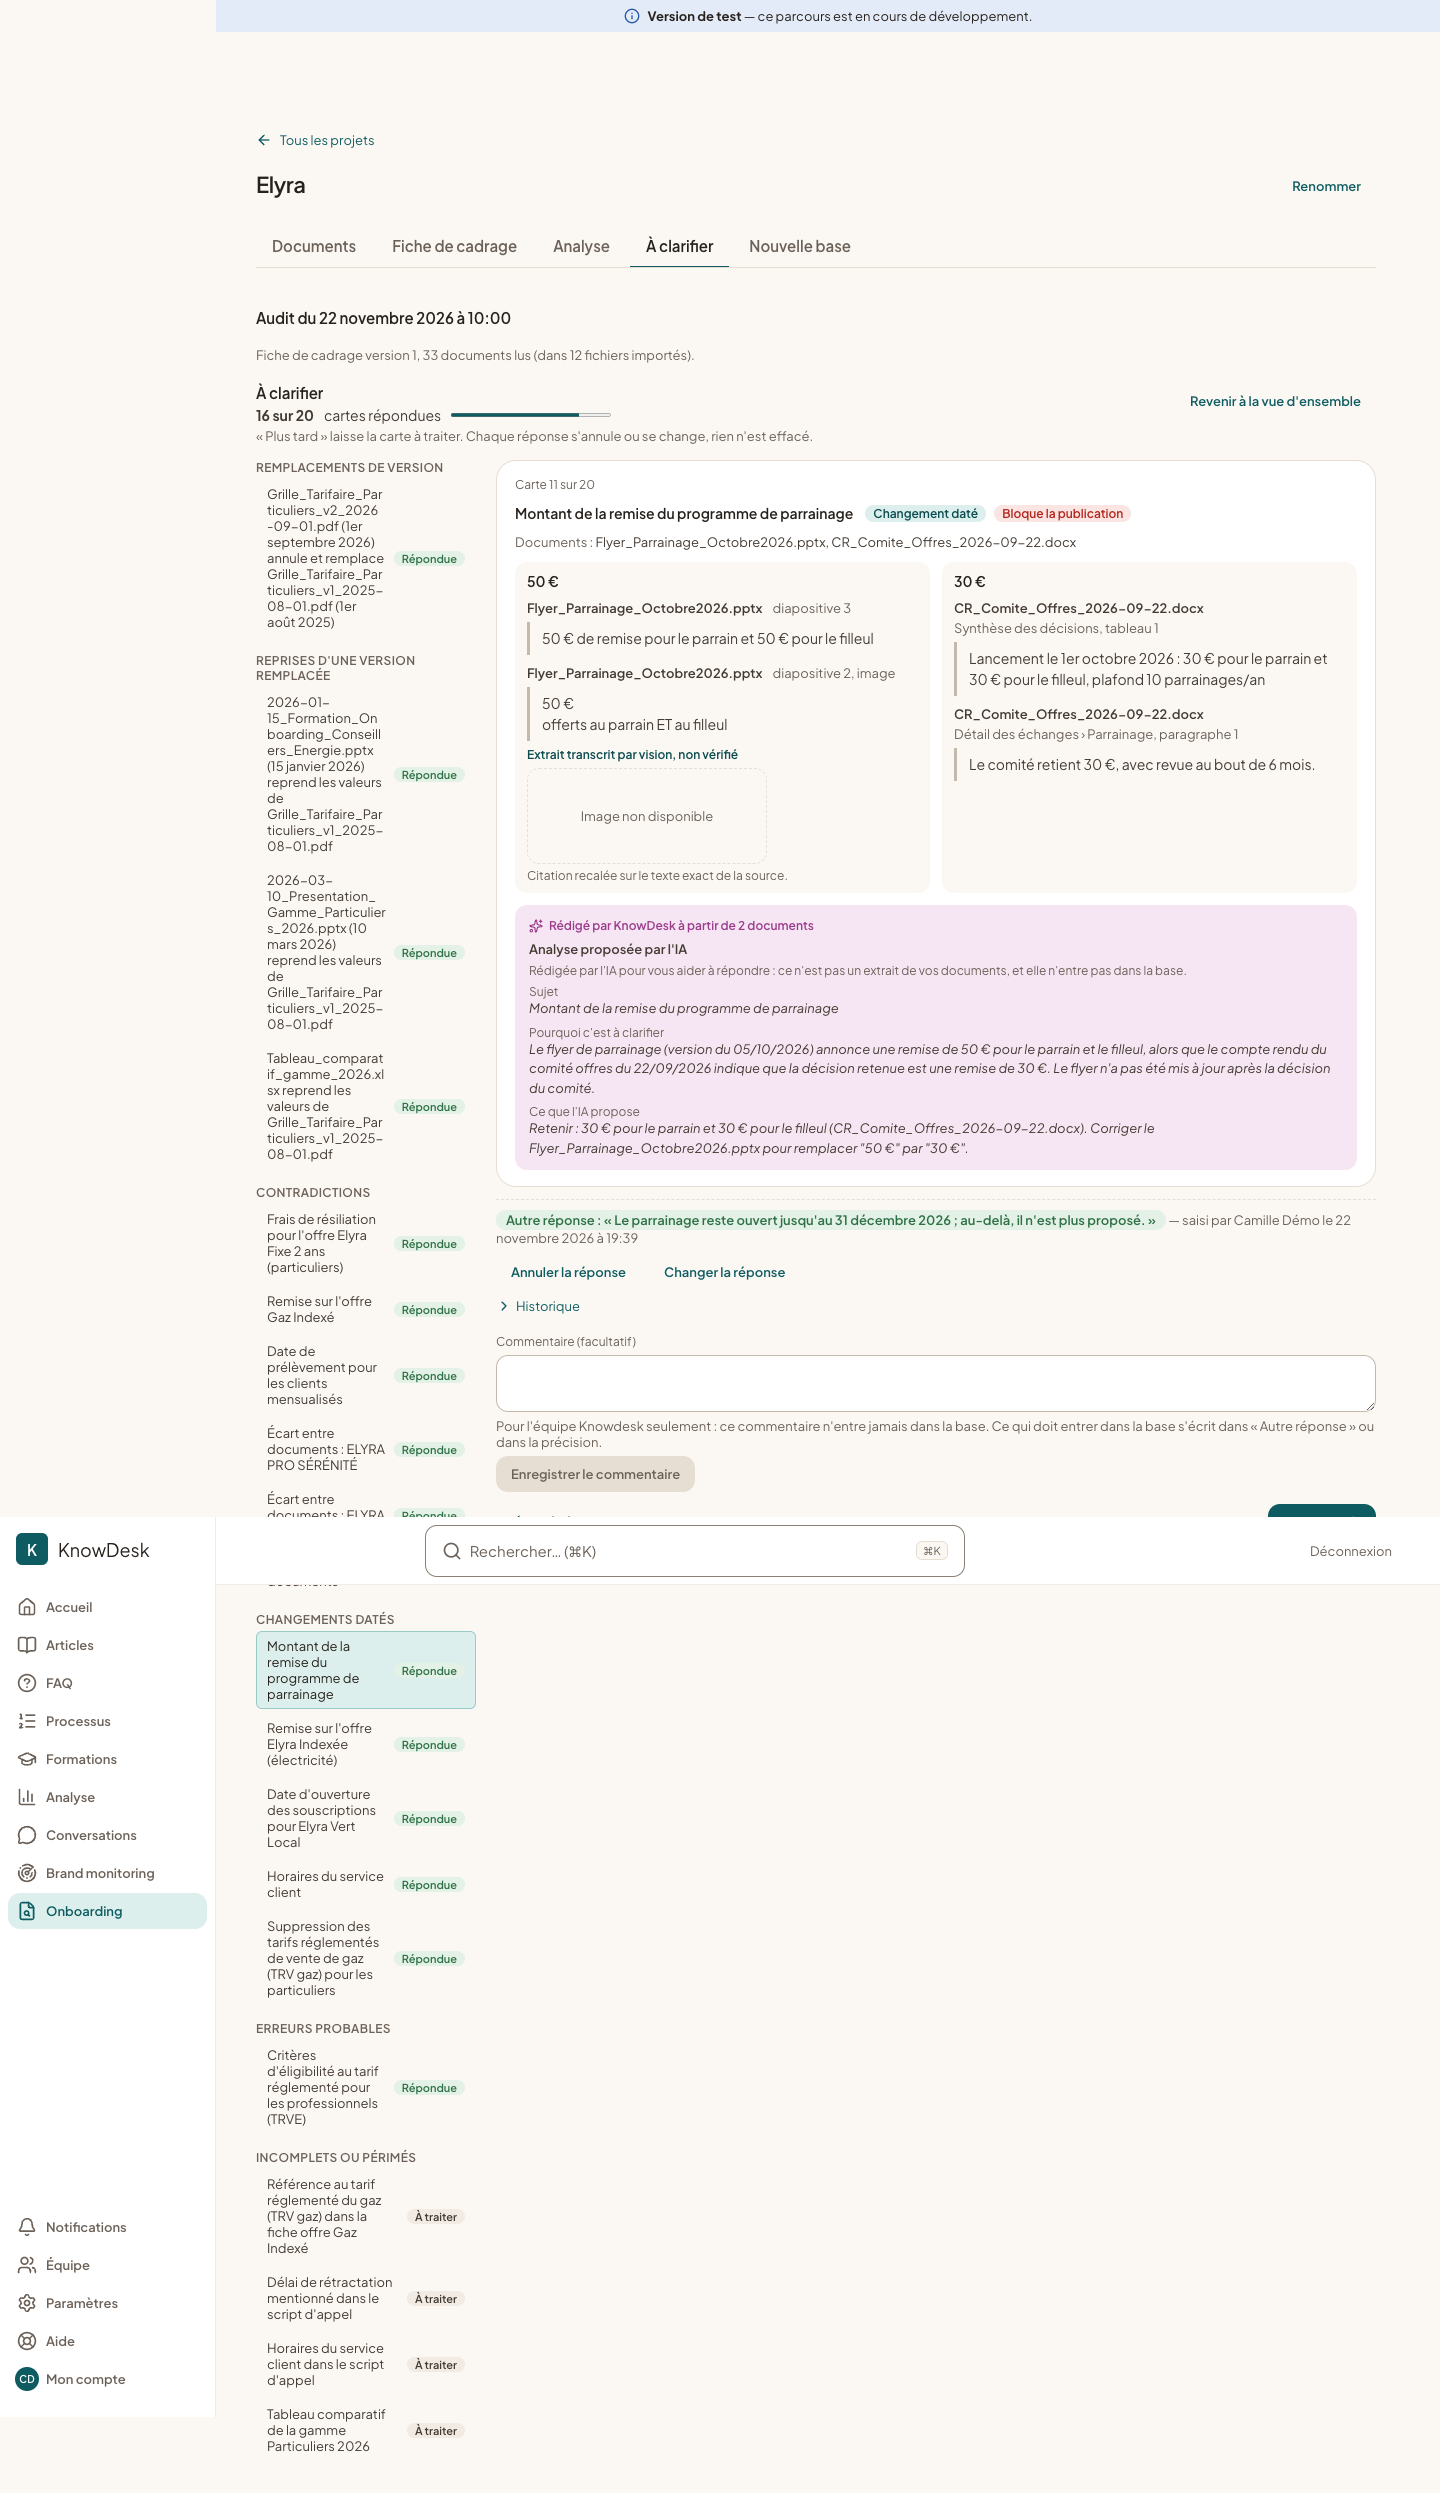 Version de test — ce parcours est en cours de développement.
Tous les projets
Elyra
Renommer
Documents
Fiche de cadrage
Analyse
À clarifier
Nouvelle base
Audit du 22 novembre 2026 à 10:00
Fiche de cadrage version 1, 33 documents lus (dans 12 fichiers importés).
À clarifier
16 sur 20 cartes répondues
Revenir à la vue d'ensemble
« Plus tard » laisse la carte à traiter. Chaque réponse s'annule ou se change, rien n'est effacé.
REMPLACEMENTS DE VERSION
Grille_Tarifaire_Par
ticuliers_v2_2026
-09-01.pdf (1er
septembre 2026)
annule et remplace
Grille_Tarifaire_Par
ticuliers_v1_2025-
08-01.pdf (1er
août 2025)
Répondue
REPRISES D'UNE VERSION
REMPLACÉE
2026-01-
15_Formation_On
boarding_Conseill
ers_Energie.pptx
(15 janvier 2026)
reprend les valeurs
de
Grille_Tarifaire_Par
ticuliers_v1_2025-
08-01.pdf
Répondue
2026-03-
10_Presentation_
Gamme_Particulier
s_2026.pptx (10
mars 2026)
reprend les valeurs
de
Grille_Tarifaire_Par
ticuliers_v1_2025-
08-01.pdf
Répondue
Tableau_comparat
if_gamme_2026.xl
sx reprend les
valeurs de
Grille_Tarifaire_Par
ticuliers_v1_2025-
08-01.pdf
Répondue
CONTRADICTIONS
Frais de résiliation
pour l'offre Elyra
Fixe 2 ans
(particuliers)
Répondue
Remise sur l'offre
Gaz Indexé
Répondue
Date de
prélèvement pour
les clients
mensualisés
Répondue
Écart entre
documents : ELYRA
PRO SÉRÉNITÉ
Répondue
Écart entre
documents : ELYRA
Répondue
Carte 11 sur 20
Montant de la remise du programme de parrainage
Changement daté
Bloque la publication
Documents : Flyer_Parrainage_Octobre2026.pptx, CR_Comite_Offres_2026-09-22.docx
50 €
Flyer_Parrainage_Octobre2026.pptx diapositive 3
50 € de remise pour le parrain et 50 € pour le filleul
Flyer_Parrainage_Octobre2026.pptx diapositive 2, image
50 €
offerts au parrain ET au filleul
Extrait transcrit par vision, non vérifié
Image non disponible
Citation recalée sur le texte exact de la source.
30 €
CR_Comite_Offres_2026-09-22.docx
Synthèse des décisions, tableau 1
Lancement le 1er octobre 2026 : 30 € pour le parrain et
30 € pour le filleul, plafond 10 parrainages/an
CR_Comite_Offres_2026-09-22.docx
Détail des échanges › Parrainage, paragraphe 1
Le comité retient 30 €, avec revue au bout de 6 mois.
Rédigé par KnowDesk à partir de 2 documents
Analyse proposée par l'IA
Rédigée par l'IA pour vous aider à répondre : ce n'est pas un extrait de vos documents, et elle n'entre pas dans la base.
Sujet
Montant de la remise du programme de parrainage
Pourquoi c'est à clarifier
Le flyer de parrainage (version du 05/10/2026) annonce une remise de 50 € pour le parrain et le filleul, alors que le compte rendu du
comité offres du 22/09/2026 indique que la décision retenue est une remise de 30 €. Le flyer n'a pas été mis à jour après la décision
du comité.
Ce que l'IA propose
Retenir : 30 € pour le parrain et 30 € pour le filleul (CR_Comite_Offres_2026-09-22.docx). Corriger le
Flyer_Parrainage_Octobre2026.pptx pour remplacer "50 €" par "30 €".
Autre réponse : « Le parrainage reste ouvert jusqu'au 31 décembre 2026 ; au-delà, il n'est plus proposé. » — saisi par Camille Démo le 22
novembre 2026 à 19:39
Annuler la réponse
Changer la réponse
Historique
Commentaire (facultatif)
Pour l'équipe Knowdesk seulement : ce commentaire n'entre jamais dans la base. Ce qui doit entrer dans la base s'écrit dans « Autre réponse » ou
dans la précision.
Enregistrer le commentaire
K KnowDesk
Rechercher... (⌘K)
⌘K
Déconnexion
Accueil
Articles
FAQ
Processus
Formations
Analyse
Conversations
Brand monitoring
Onboarding
Notifications
Équipe
Paramètres
Aide
CD Mon compte
CHANGEMENTS DATÉS
Montant de la
remise du
programme de
parrainage
Répondue
Remise sur l'offre
Elyra Indexée
(électricité)
Répondue
Date d'ouverture
des souscriptions
pour Elyra Vert
Local
Répondue
Horaires du service
client
Répondue
Suppression des
tarifs réglementés
de vente de gaz
(TRV gaz) pour les
particuliers
Répondue
ERREURS PROBABLES
Critères
d'éligibilité au tarif
réglementé pour
les professionnels
(TRVE)
Répondue
INCOMPLETS OU PÉRIMÉS
Référence au tarif
réglementé du gaz
(TRV gaz) dans la
fiche offre Gaz
Indexé
À traiter
Délai de rétractation
mentionné dans le
script d'appel
À traiter
Horaires du service
client dans le script
d'appel
À traiter
Tableau comparatif
de la gamme
Particuliers 2026
À traiter